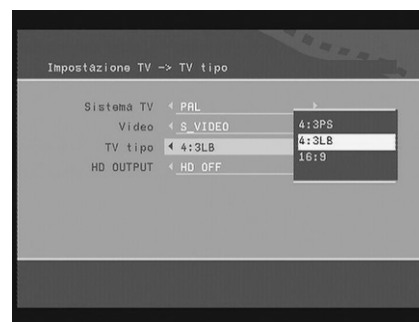 Impostazione TV -> TV tipo
Sistema TV PAL
Video S_VIDEO
TV tipo 4:3LB
HD OUTPUT HD OFF
4:3PS
4:3LB
16:9